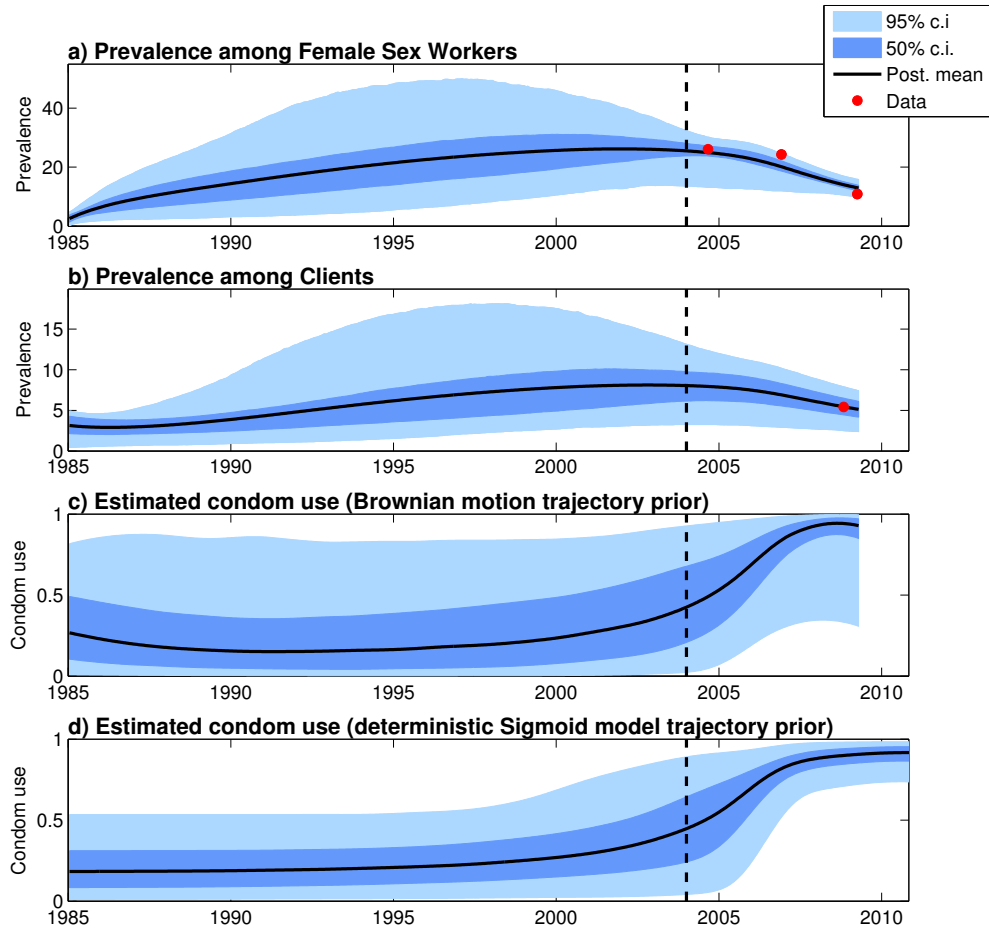 95% c.i
50% c.i.
Post. mean
Data
a) Prevalence among Female Sex Workers
Prevalence
40
20
0
1985 1990 1995 2000 2005 2010
b) Prevalence among Clients
Prevalence
15
10
5
0
1985 1990 1995 2000 2005 2010
c) Estimated condom use (Brownian motion trajectory prior)
Condom use
1
0.5
0
1985 1990 1995 2000 2005 2010
d) Estimated condom use (deterministic Sigmoid model trajectory prior)
Condom use
1
0.5
0
1985 1990 1995 2000 2005 2010